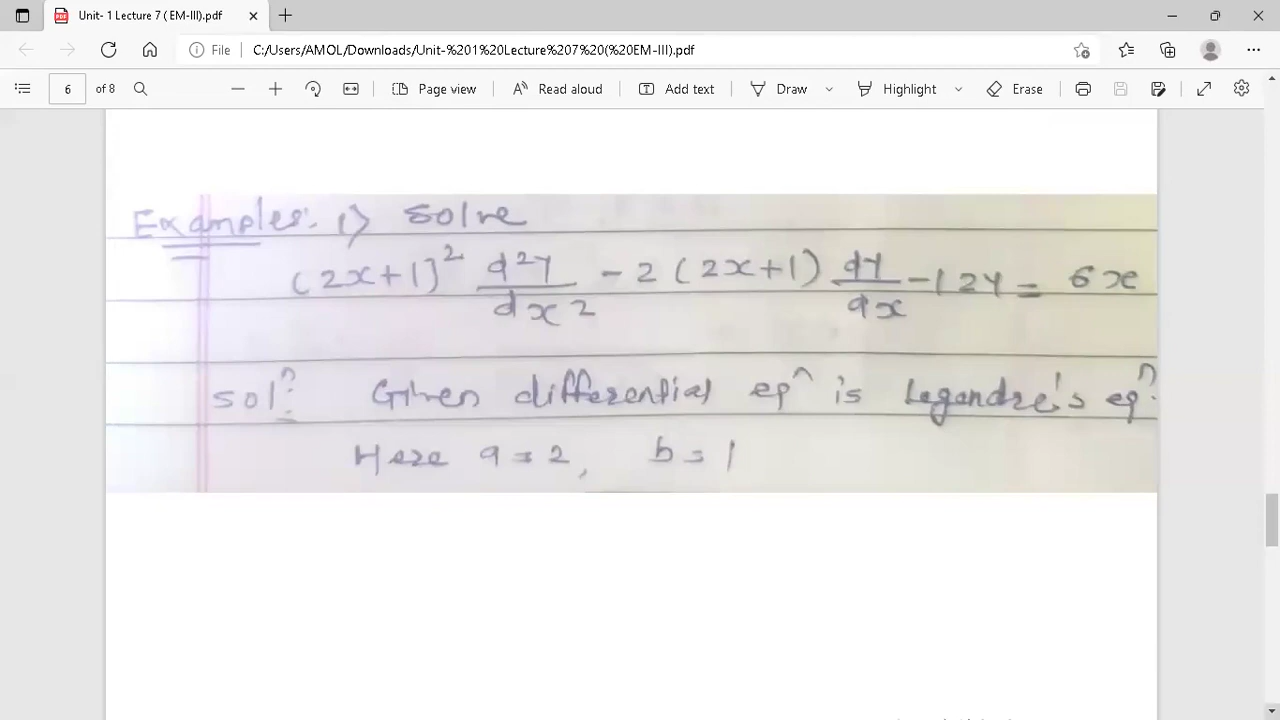 Unit- 1 Lecture 7 ( EM-III).pdf
File C:/Users/AMOL/Downloads/Unit-%201%20Lecture%207%20(%20EM-III).pdf
6 of 8 Page view Read aloud Add text Draw Highlight Erase
Examples: 1) Solve
(2x+1)² d²y/dx² - 2(2x+1) dy/dx - 12y = 6x
Solⁿ: Given differential eqⁿ is Legendre's eqⁿ.
Here a = 2, b = 1